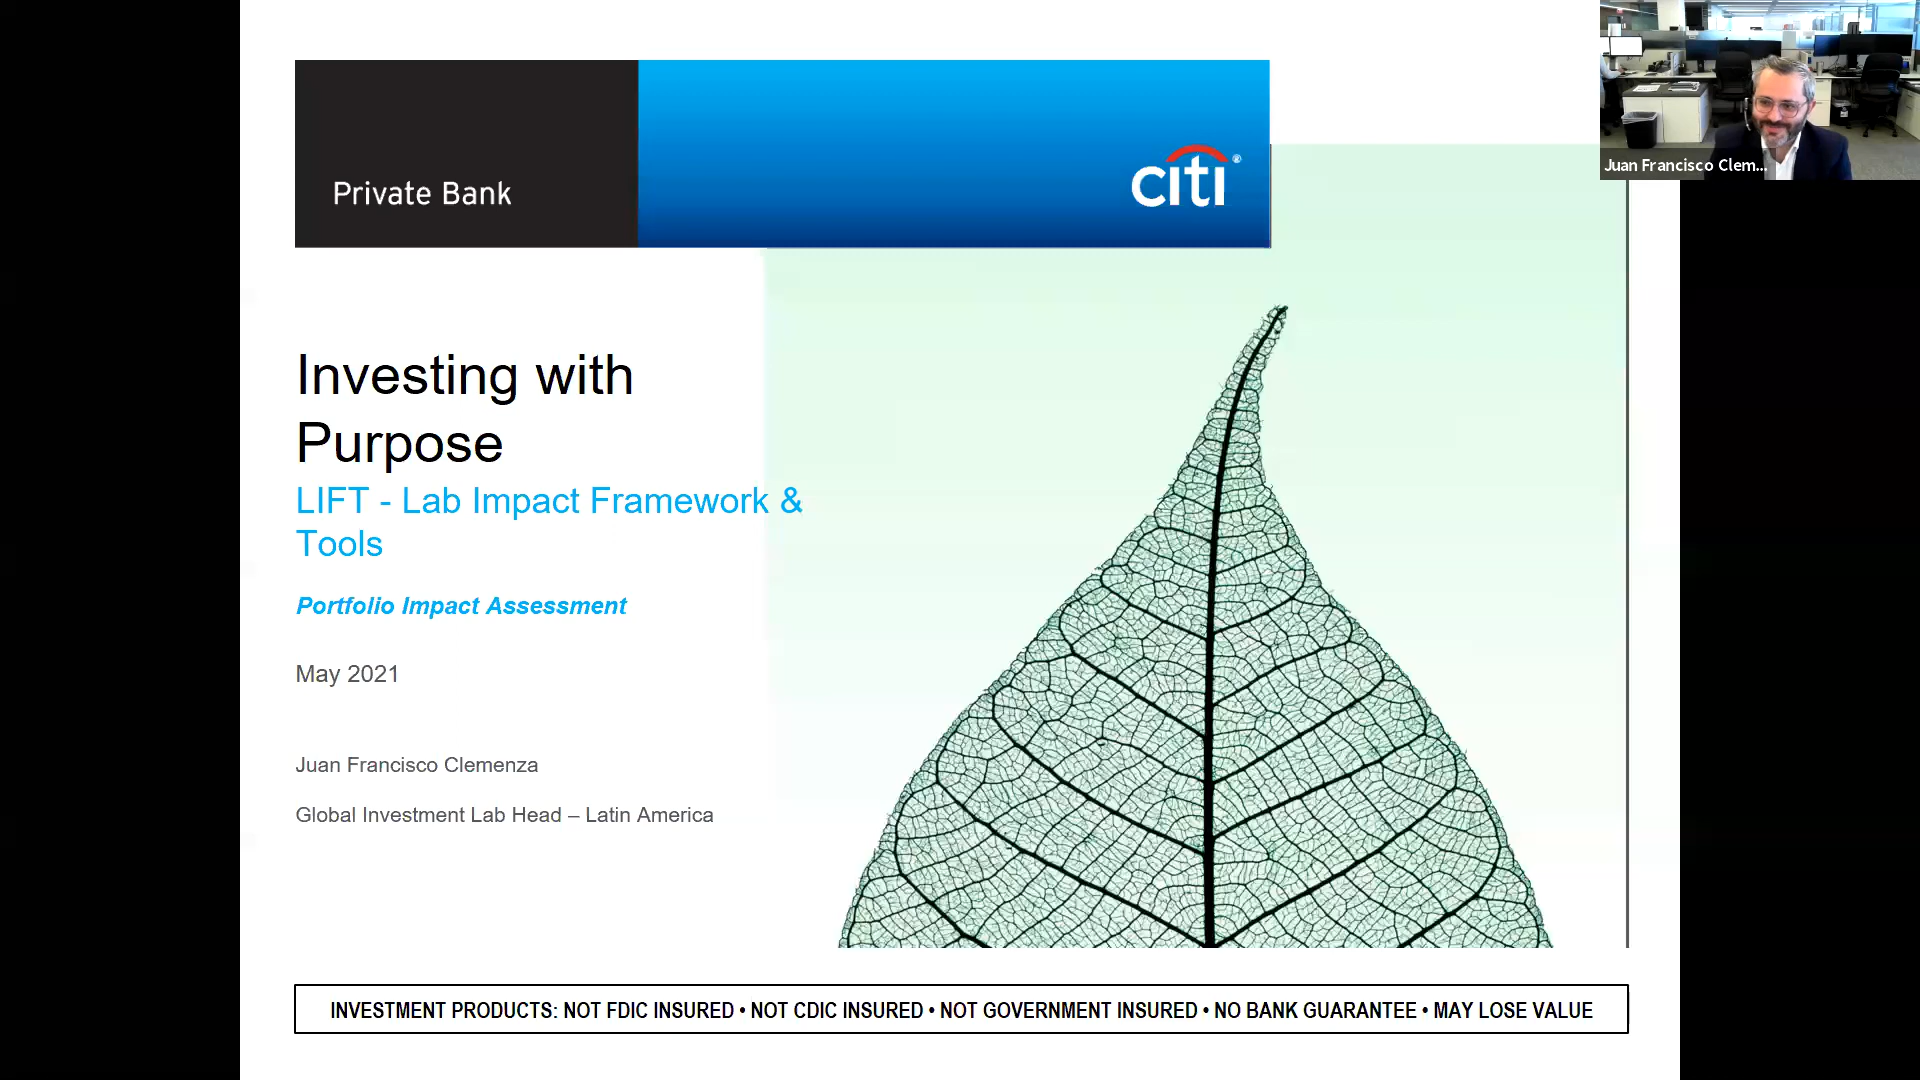 Private Bank
citi®
Juan Francisco Clem...
Investing with
Purpose
LIFT - Lab Impact Framework &
Tools
Portfolio Impact Assessment
May 2021
Juan Francisco Clemenza
Global Investment Lab Head – Latin America
INVESTMENT PRODUCTS: NOT FDIC INSURED • NOT CDIC INSURED • NOT GOVERNMENT INSURED • NO BANK GUARANTEE • MAY LOSE VALUE